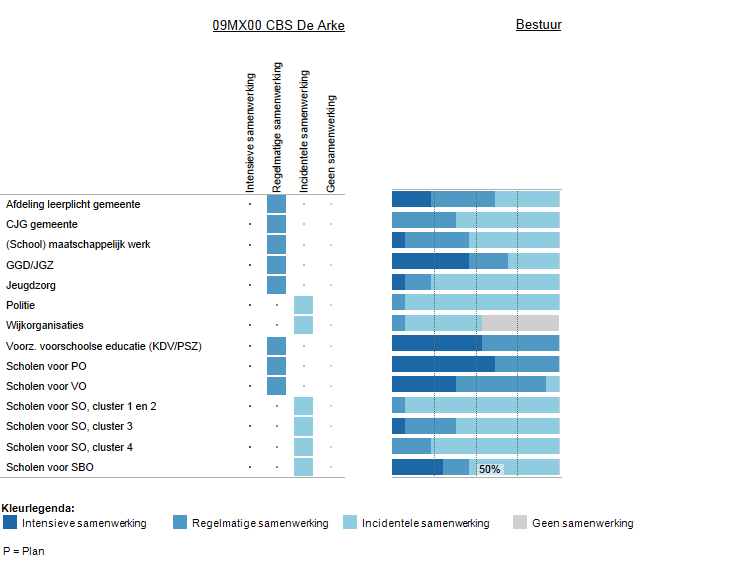 09MX00 CBS De Arke
Bestuur
Intensieve samenwerking
Regelmatige samenwerking
Incidentele samenwerking
Geen samenwerking
Afdeling leerplicht gemeente
CJG gemeente
(School) maatschappelijk werk
GGD/JGZ
Jeugdzorg
Politie
Wijkorganisaties
Voorz. voorschoolse educatie (KDV/PSZ)
Scholen voor PO
Scholen voor VO
Scholen voor SO, cluster 1 en 2
Scholen voor SO, cluster 3
Scholen voor SO, cluster 4
Scholen voor SBO
50%
Kleurlegenda:
Intensieve samenwerking
Regelmatige samenwerking
Incidentele samenwerking
Geen samenwerking
P = Plan